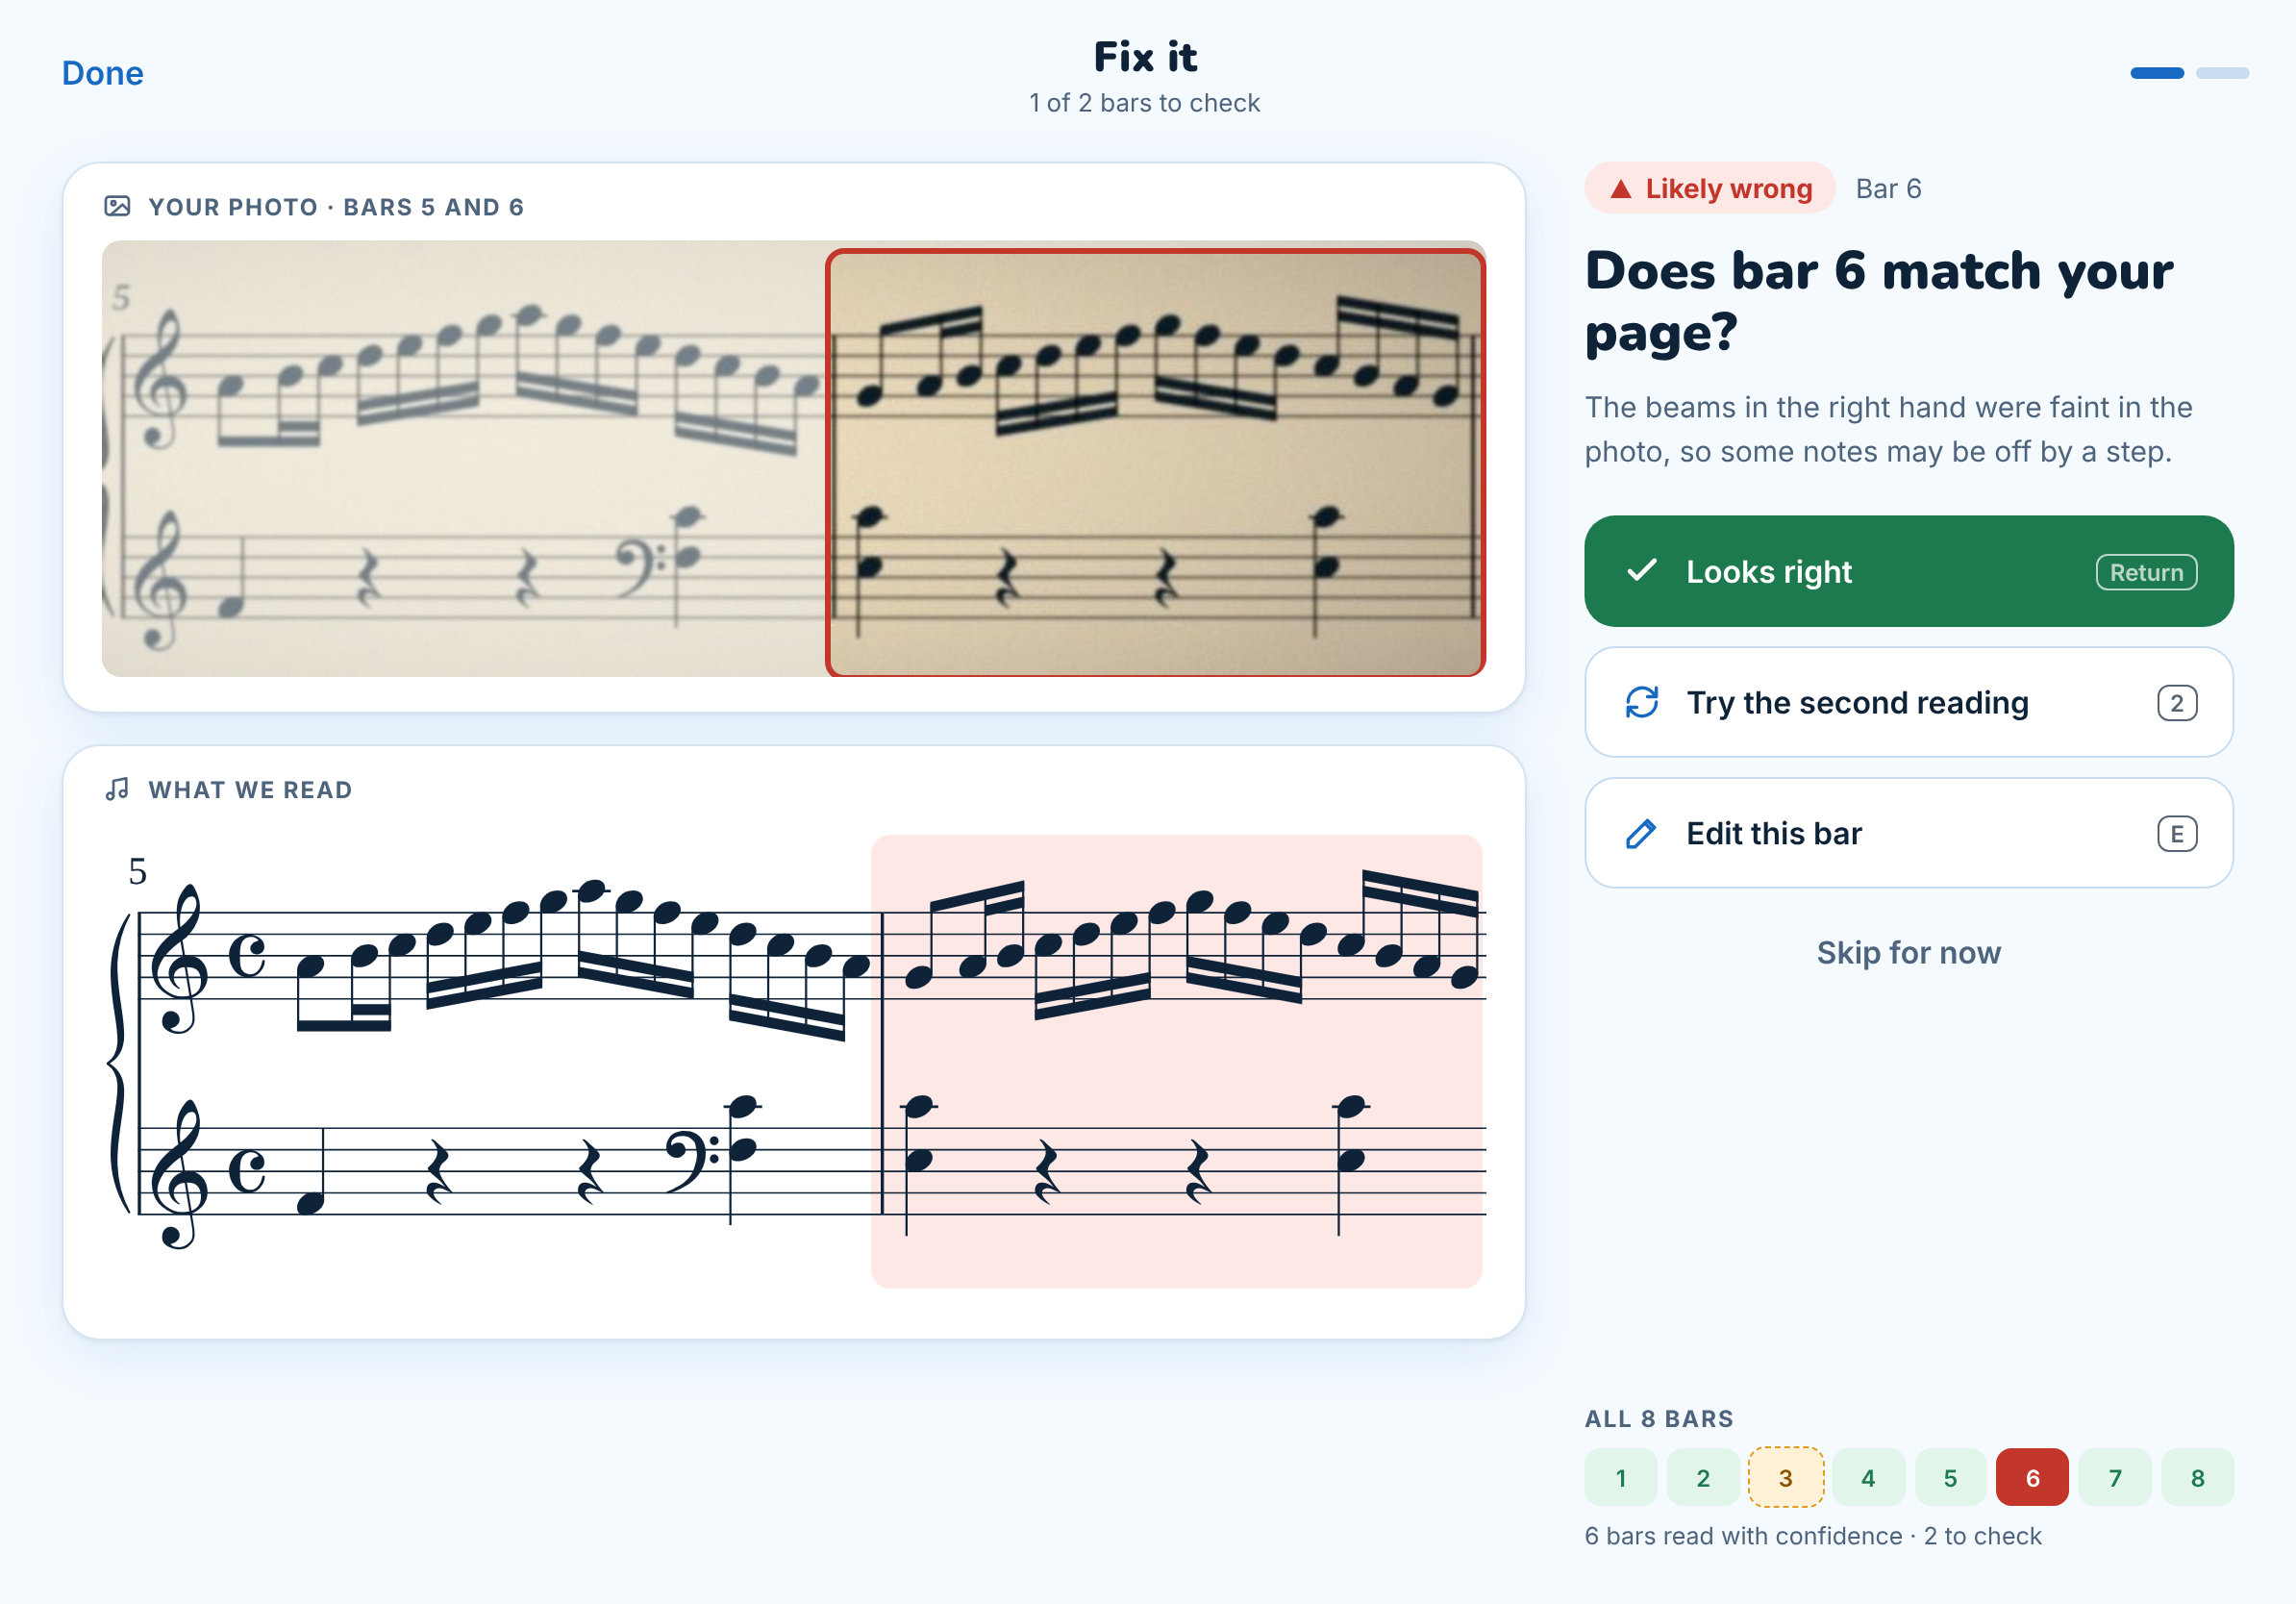 Done
Fix it
1 of 2 bars to check
YOUR PHOTO · BARS 5 AND 6
5
WHAT WE READ
5
Likely wrong
Bar 6
Does bar 6 match your
page?
The beams in the right hand were faint in the
photo, so some notes may be off by a step.
Looks right
Return
Try the second reading
2
Edit this bar
E
Skip for now
ALL 8 BARS
1 2 3 4 5 6 7 8
6 bars read with confidence · 2 to check